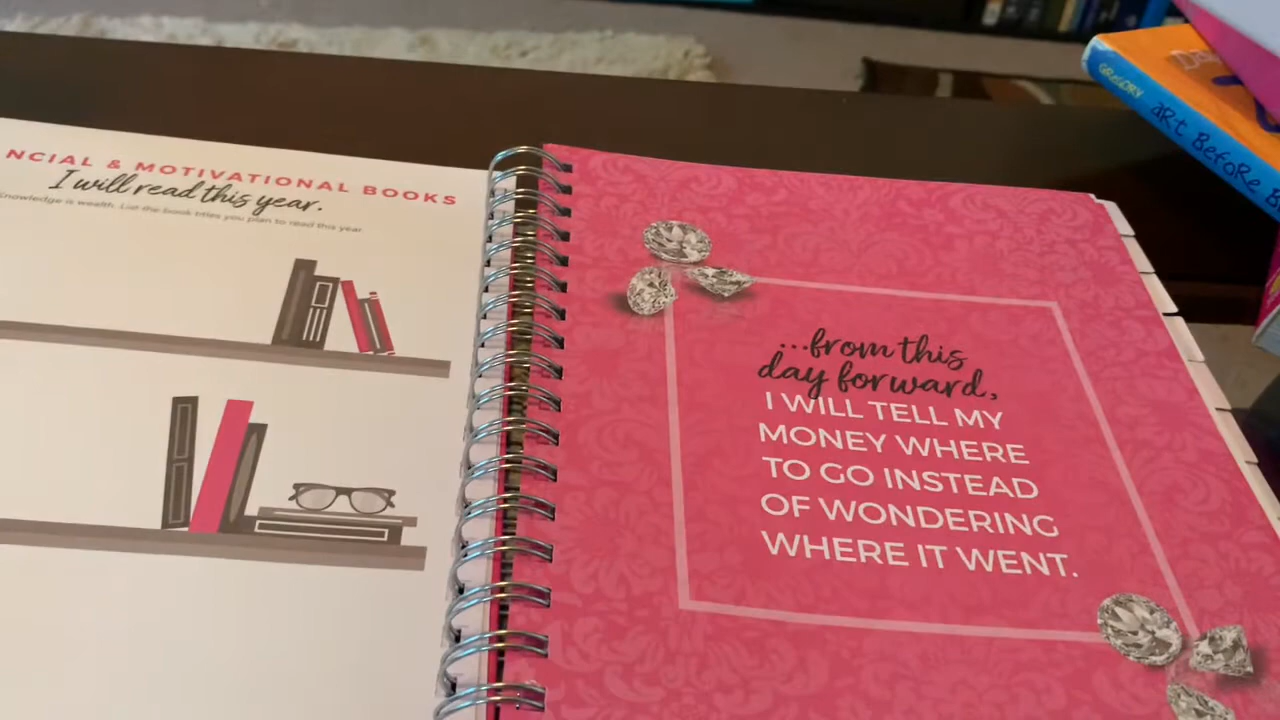 NCIAL & MOTIVATIONAL BOOKS
I will read this year.
Knowledge is wealth. List the book titles you plan to read this year
...from this
day forward,
I WILL TELL MY
MONEY WHERE
TO GO INSTEAD
OF WONDERING
WHERE IT WENT.
GREGORY
ART BEFORE B